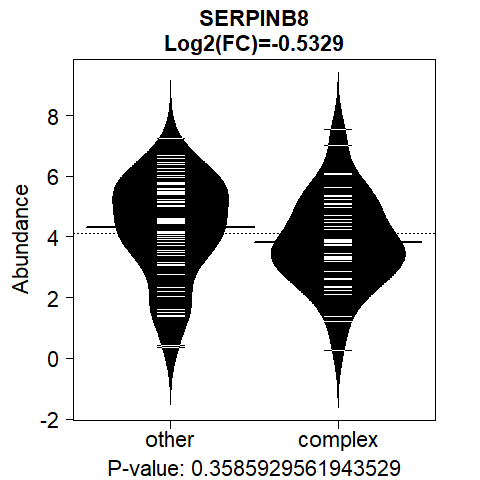 SERPINB8
Log2(FC)=-0.5329
Abundance
8
6
4
2
0
-2
other complex
P-value: 0.3585929561943529